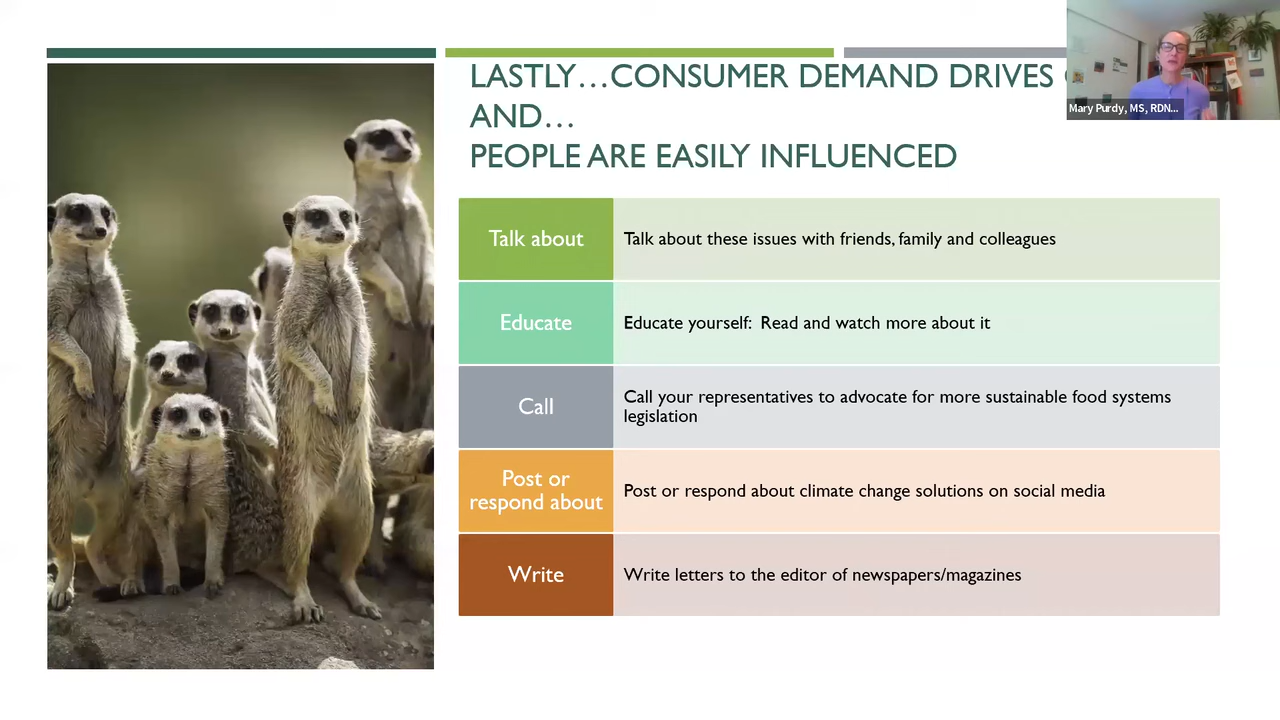 LASTLY…CONSUMER DEMAND DRIVES
AND…
PEOPLE ARE EASILY INFLUENCED
Mary Purdy, MS, RDN...
Talk about
Talk about these issues with friends, family and colleagues
Educate
Educate yourself:  Read and watch more about it
Call
Call your representatives to advocate for more sustainable food systems
legislation
Post or
respond about
Post or respond about climate change solutions on social media
Write
Write letters to the editor of newspapers/magazines